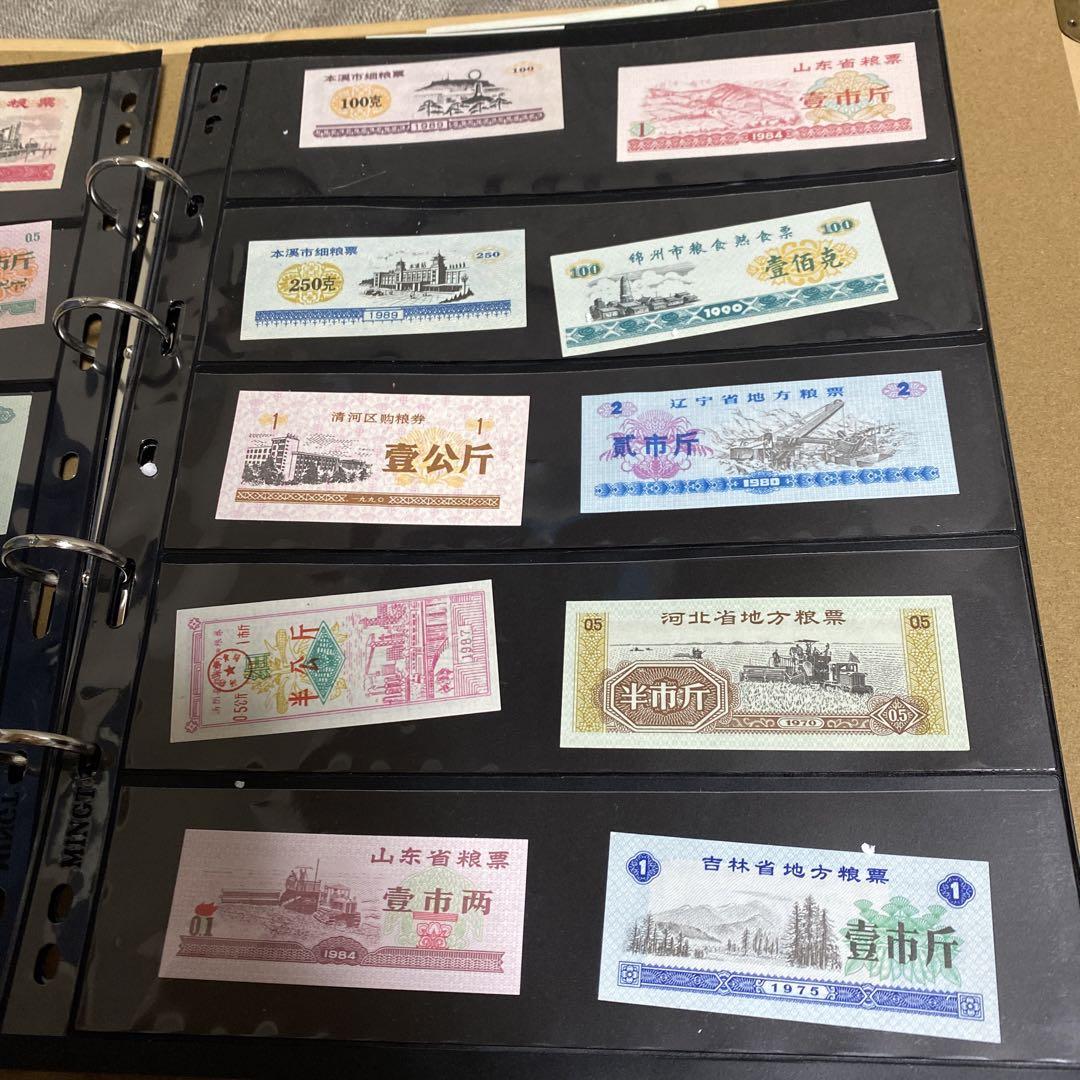 粮票
0.5
市斤
本溪市细粮票
100
100克
1989
山东省粮票
壹市斤
1
1984
本溪市细粮票
250
250克
1989
锦州市粮食熟食票
100
100
壹佰克
1990
清河区购粮券
1
1
壹公斤
一九九〇
辽宁省地方粮票
2
2
贰市斤
1980
半公斤
1987
河北省地方粮票
05
05
半市斤
1970
0.5
山东省粮票
壹市两
01
1984
吉林省地方粮票
1
1
壹市斤
1975
MINGT